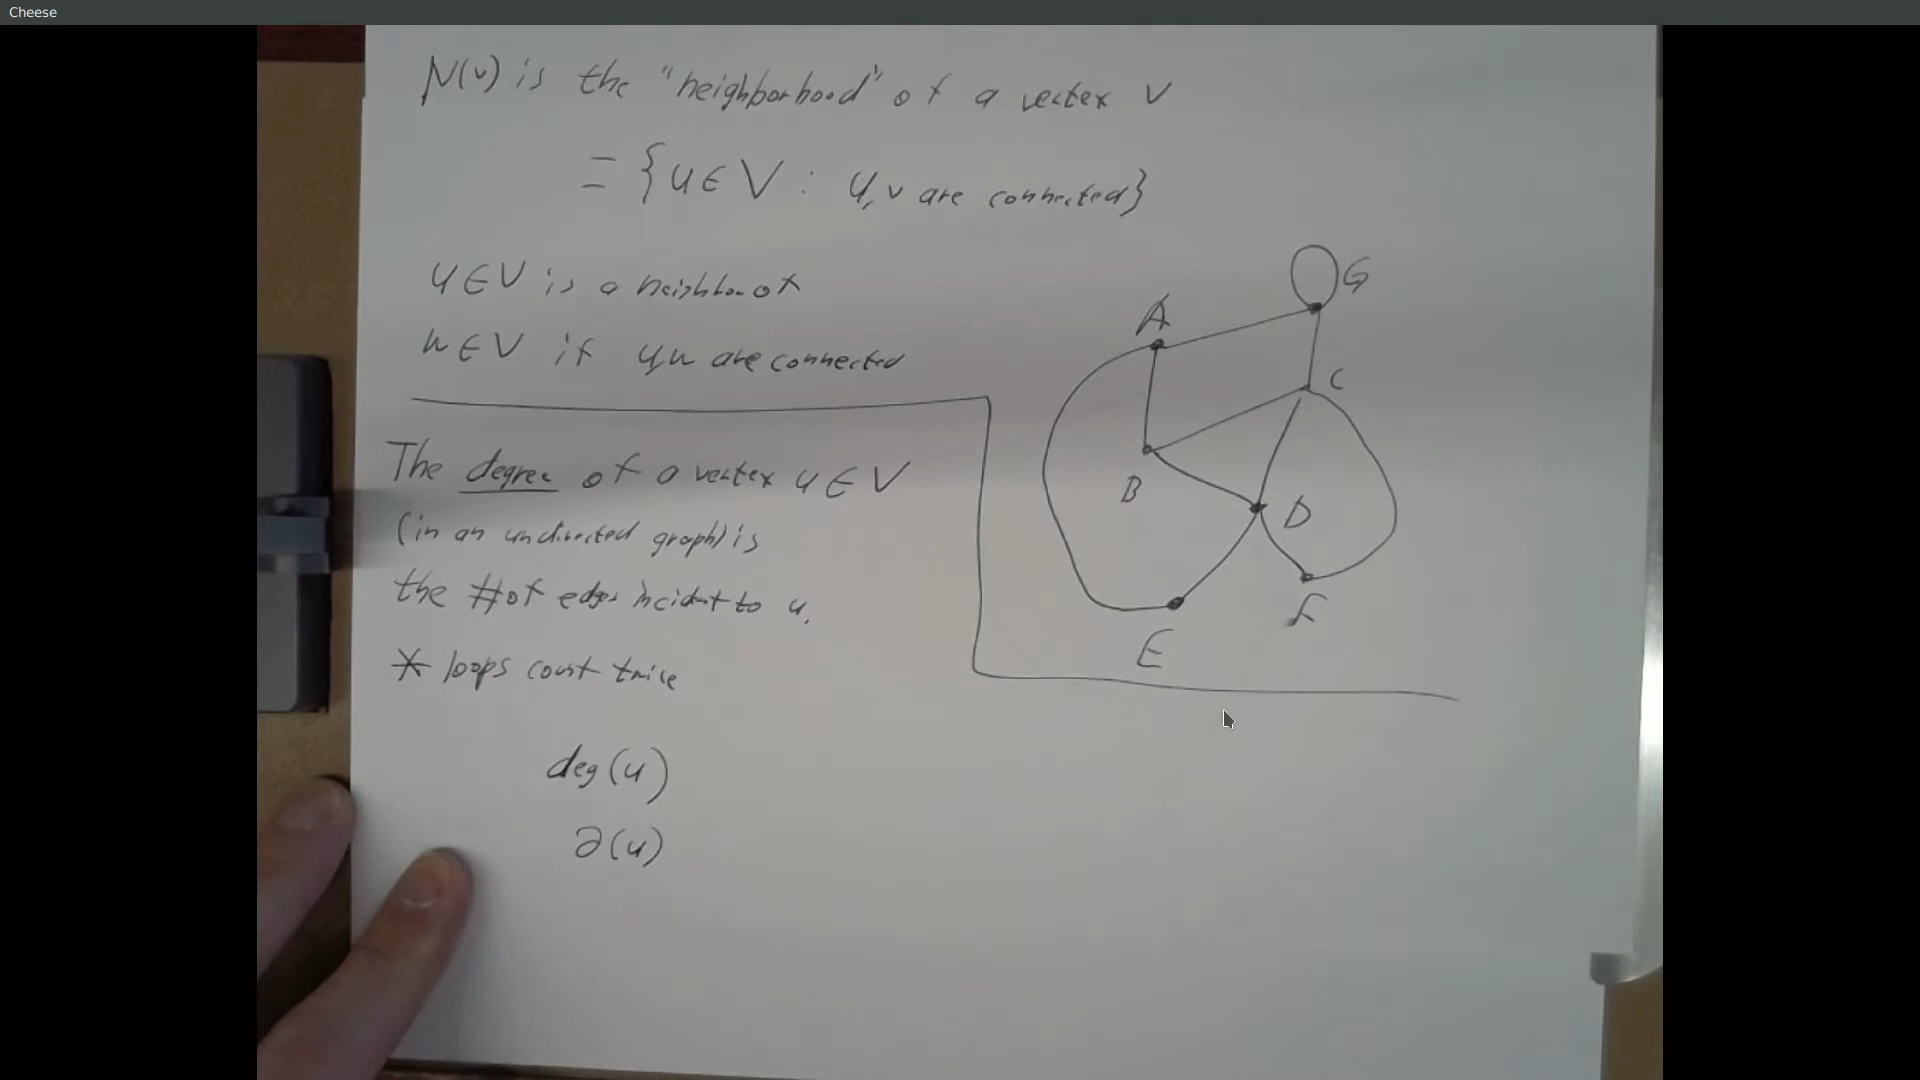 Cheese
N(v) is the "neighborhood" of a vertex v
= {u ∈ V : u, v are connected}
u ∈ V is a neighbor of
w ∈ V if u, w are connected
The degree of a vertex u ∈ V
(in an undirected graph) is
the # of edges incident to u.
* loops count twice
deg(u)
∂(u)
G
A
C
B
D
F
E